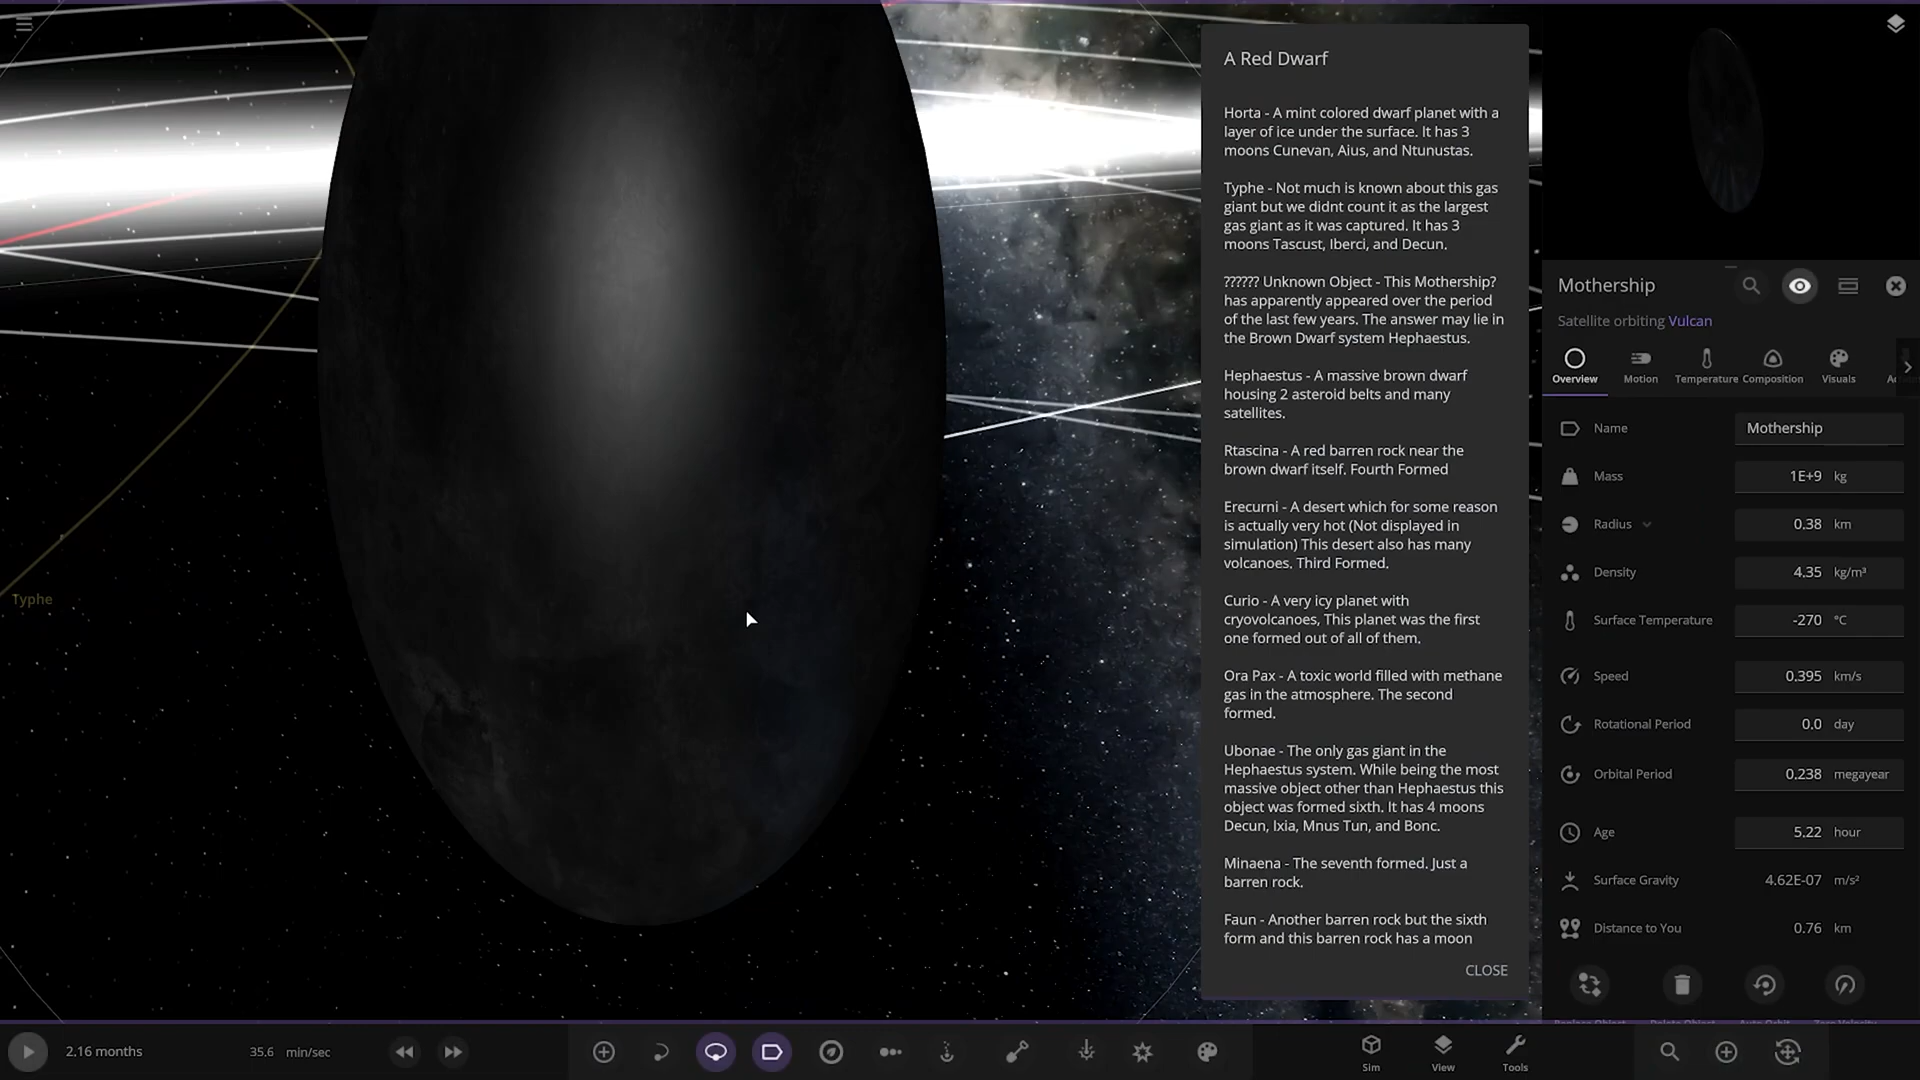 A Red Dwarf
Horta - A mint colored dwarf planet with a
layer of ice under the surface. It has 3
moons Cunevan, Aius, and Ntunustas.
Typhe - Not much is known about this gas
giant but we didnt count it as the largest
gas giant as it was captured. It has 3
moons Tascust, Iberci, and Decun.
?????? Unknown Object - This Mothership?
has apparently appeared over the period
of the last few years. The answer may lie in
the Brown Dwarf system Hephaestus.
Hephaestus - A massive brown dwarf
housing 2 asteroid belts and many
satellites.
Rtascina - A red barren rock near the
brown dwarf itself. Fourth Formed
Erecurni - A desert which for some reason
is actually very hot (Not displayed in
simulation) This desert also has many
volcanoes. Third Formed.
Curio - A very icy planet with
cryovolcanoes, This planet was the first
one formed out of all of them.
Ora Pax - A toxic world filled with methane
gas in the atmosphere. The second
formed.
Ubonae - The only gas giant in the
Hephaestus system. While being the most
massive object other than Hephaestus this
object was formed sixth. It has 4 moons
Decun, Ixia, Mnus Tun, and Bonc.
Minaena - The seventh formed. Just a
barren rock.
Faun - Another barren rock but the sixth
form and this barren rock has a moon
CLOSE
Typhe
Mothership
Satellite orbiting Vulcan
Overview Motion Temperature Composition Visuals
Name Mothership
Mass 1E+9 kg
Radius 0.38 km
Density 4.35 kg/m³
Surface Temperature -270 °C
Speed 0.395 km/s
Rotational Period 0.0 day
Orbital Period 0.238 megayear
Age 5.22 hour
Surface Gravity 4.62E-07 m/s²
Distance to You 0.76 km
2.16 months 35.6 min/sec
Sim View Tools